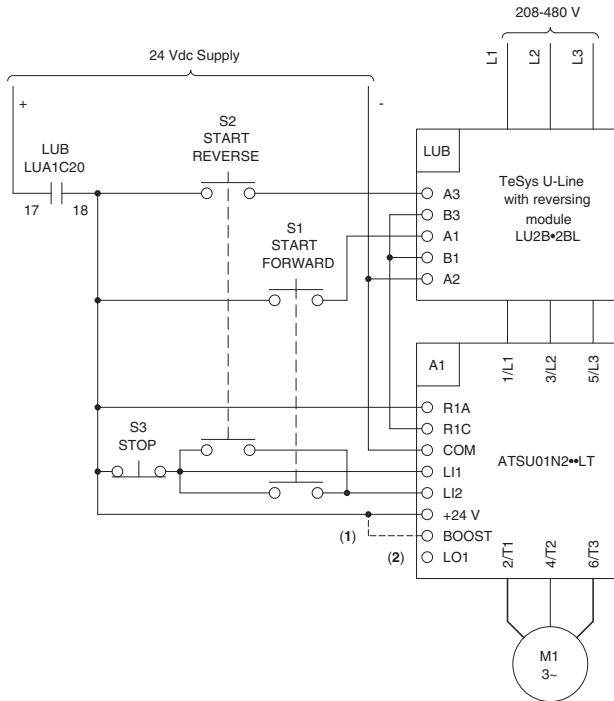 208-480 V
L1
L2
L3
24 Vdc Supply
+
-
S2
START
REVERSE
LUB
LUA1C20
17
18
LUB
TeSys U-Line
with reversing
module
LU2B•2BL
A3
B3
A1
B1
A2
S1
START
FORWARD
1/L1
3/L2
5/L3
A1
R1A
R1C
COM
LI1
LI2
+24 V
BOOST
LO1
ATSU01N2••LT
S3
STOP
(1)
(2)
2/T1
4/T2
6/T3
M1
3~